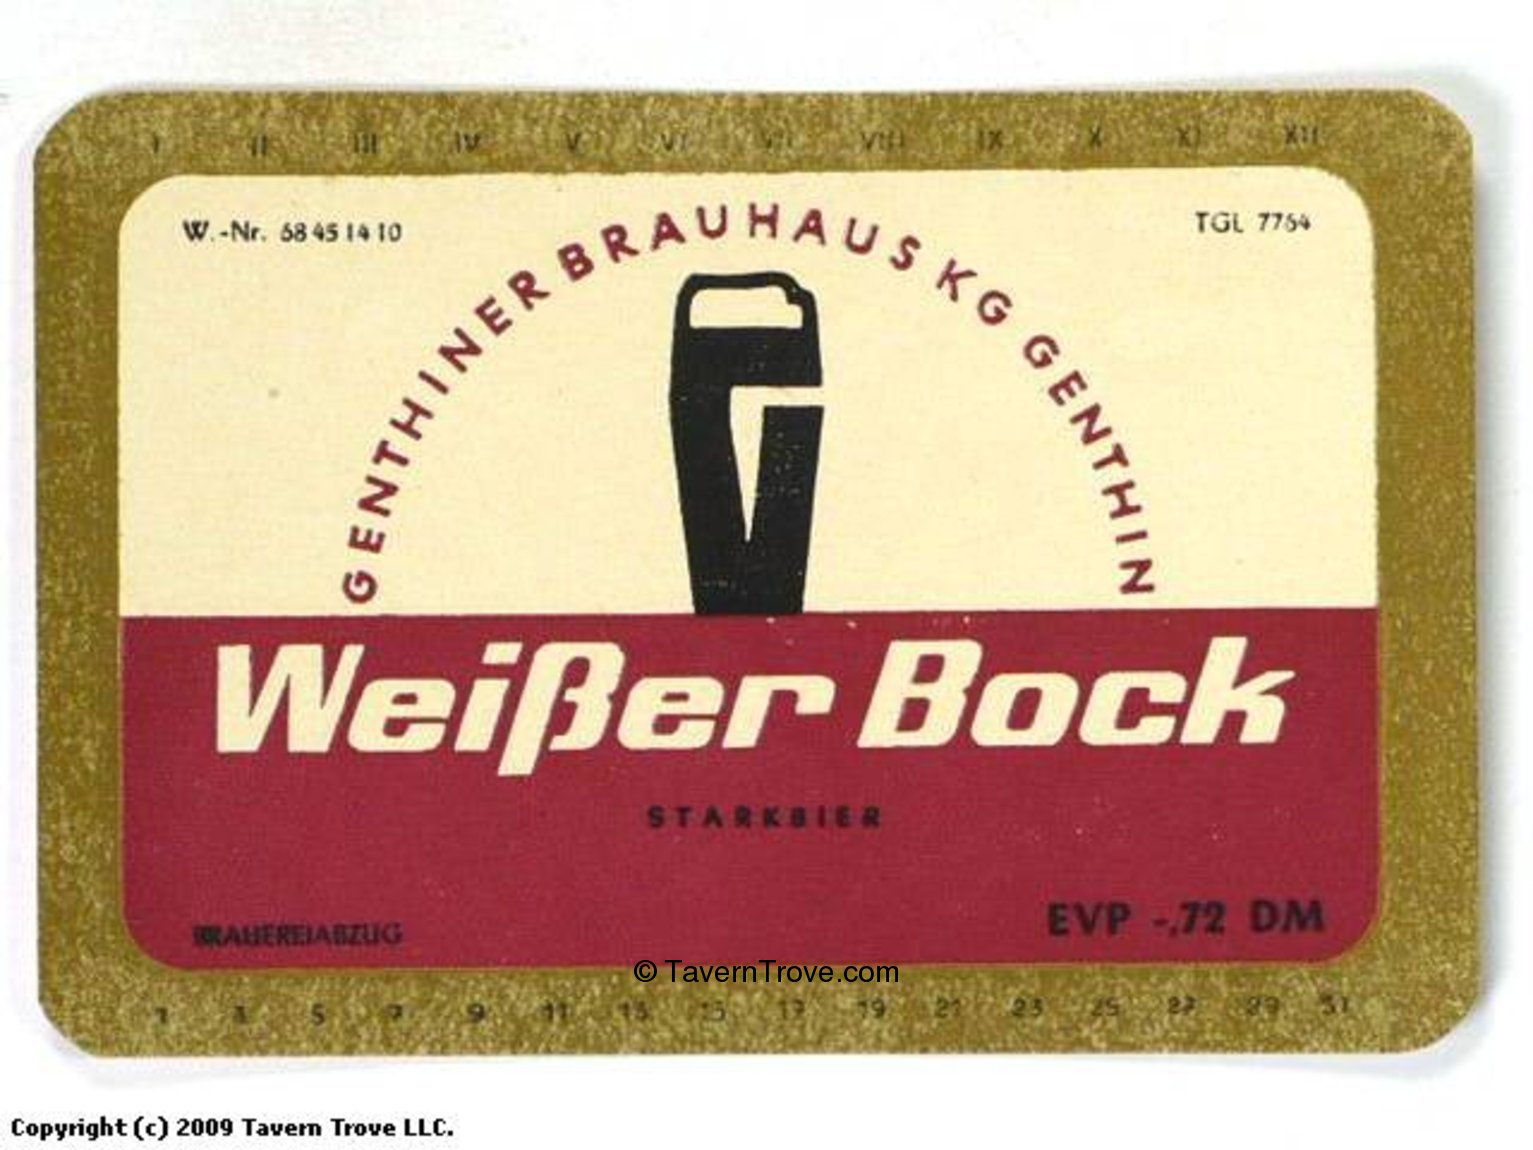 I II III IV V VI VII VIII IX X XI XII
W.-Nr. 68 45 14 10
TGL 7764
GENTHINER BRAUHAUS KG GENTHIN
Weißer Bock
STARKBIER
BRAUEREIABZUG
EVP -,72 DM
© TavernTrove.com
1 3 5 7 9 11 13 15 17 19 21 23 25 27 29 31
Copyright (c) 2009 Tavern Trove LLC.